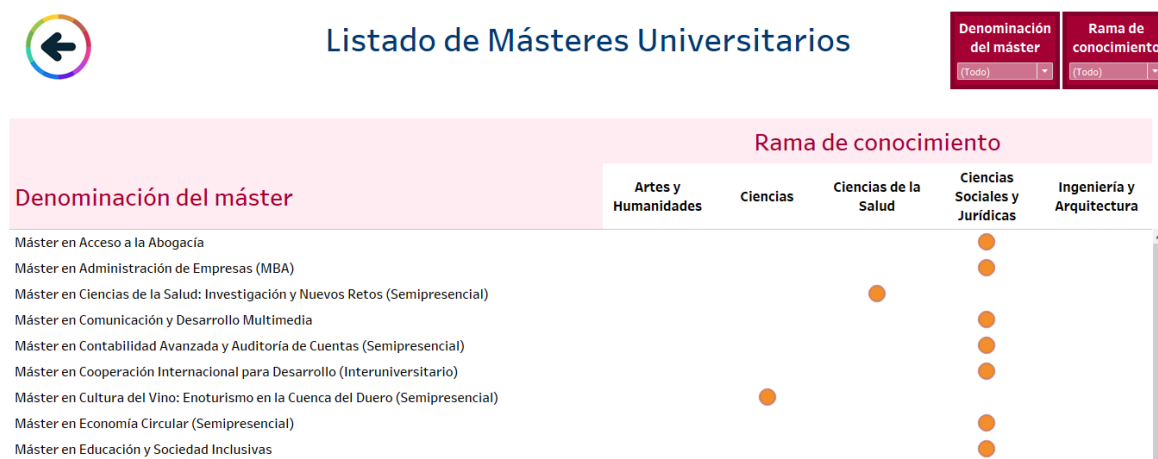 Listado de Másteres Universitarios
Denominación
del máster
(Todo)
Rama de
conocimiento
(Todo)
Rama de conocimiento
Denominación del máster
Artes y
Humanidades
Ciencias
Ciencias de la
Salud
Ciencias
Sociales y
Jurídicas
Ingeniería y
Arquitectura
Máster en Acceso a la Abogacía
Máster en Administración de Empresas (MBA)
Máster en Ciencias de la Salud: Investigación y Nuevos Retos (Semipresencial)
Máster en Comunicación y Desarrollo Multimedia
Máster en Contabilidad Avanzada y Auditoría de Cuentas (Semipresencial)
Máster en Cooperación Internacional para Desarrollo (Interuniversitario)
Máster en Cultura del Vino: Enoturismo en la Cuenca del Duero (Semipresencial)
Máster en Economía Circular (Semipresencial)
Máster en Educación y Sociedad Inclusivas